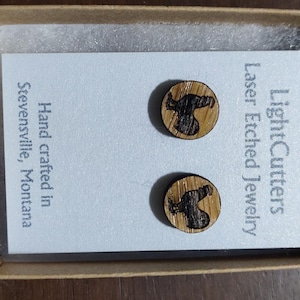 LightCutters
Laser Etched Jewelry
Hand crafted in
Stevensville, Montana